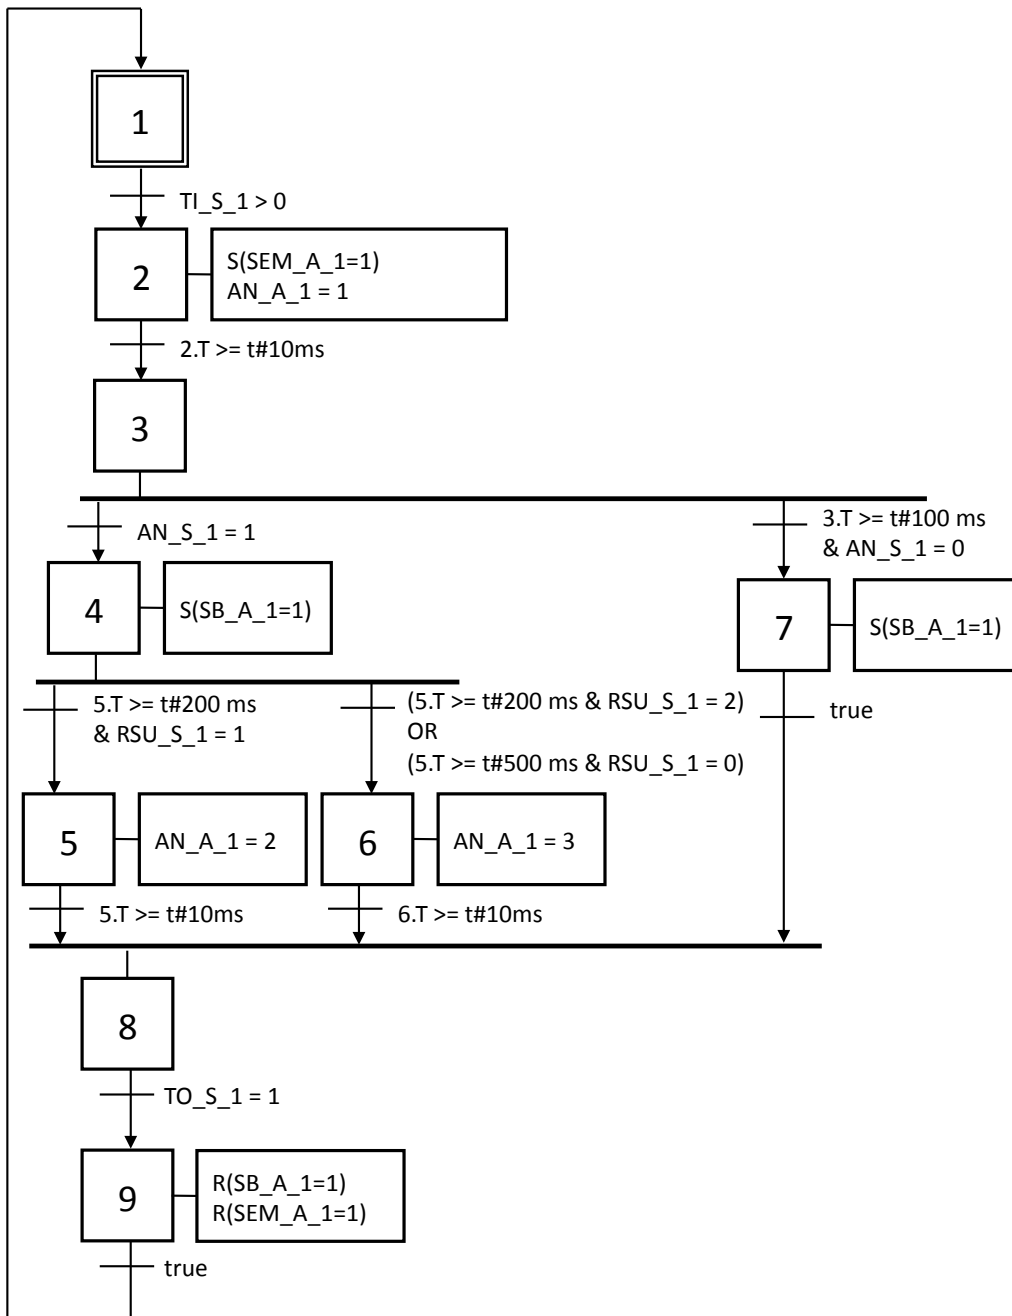 1
TI_S_1 > 0
2
S(SEM_A_1=1)
AN_A_1 = 1
2.T >= t#10ms
3
AN_S_1 = 1
3.T >= t#100 ms
& AN_S_1 = 0
4
S(SB_A_1=1)
7
S(SB_A_1=1)
5.T >= t#200 ms
& RSU_S_1 = 1
(5.T >= t#200 ms & RSU_S_1 = 2)
OR
(5.T >= t#500 ms & RSU_S_1 = 0)
true
5
AN_A_1 = 2
6
AN_A_1 = 3
5.T >= t#10ms
6.T >= t#10ms
8
TO_S_1 = 1
9
R(SB_A_1=1)
R(SEM_A_1=1)
true